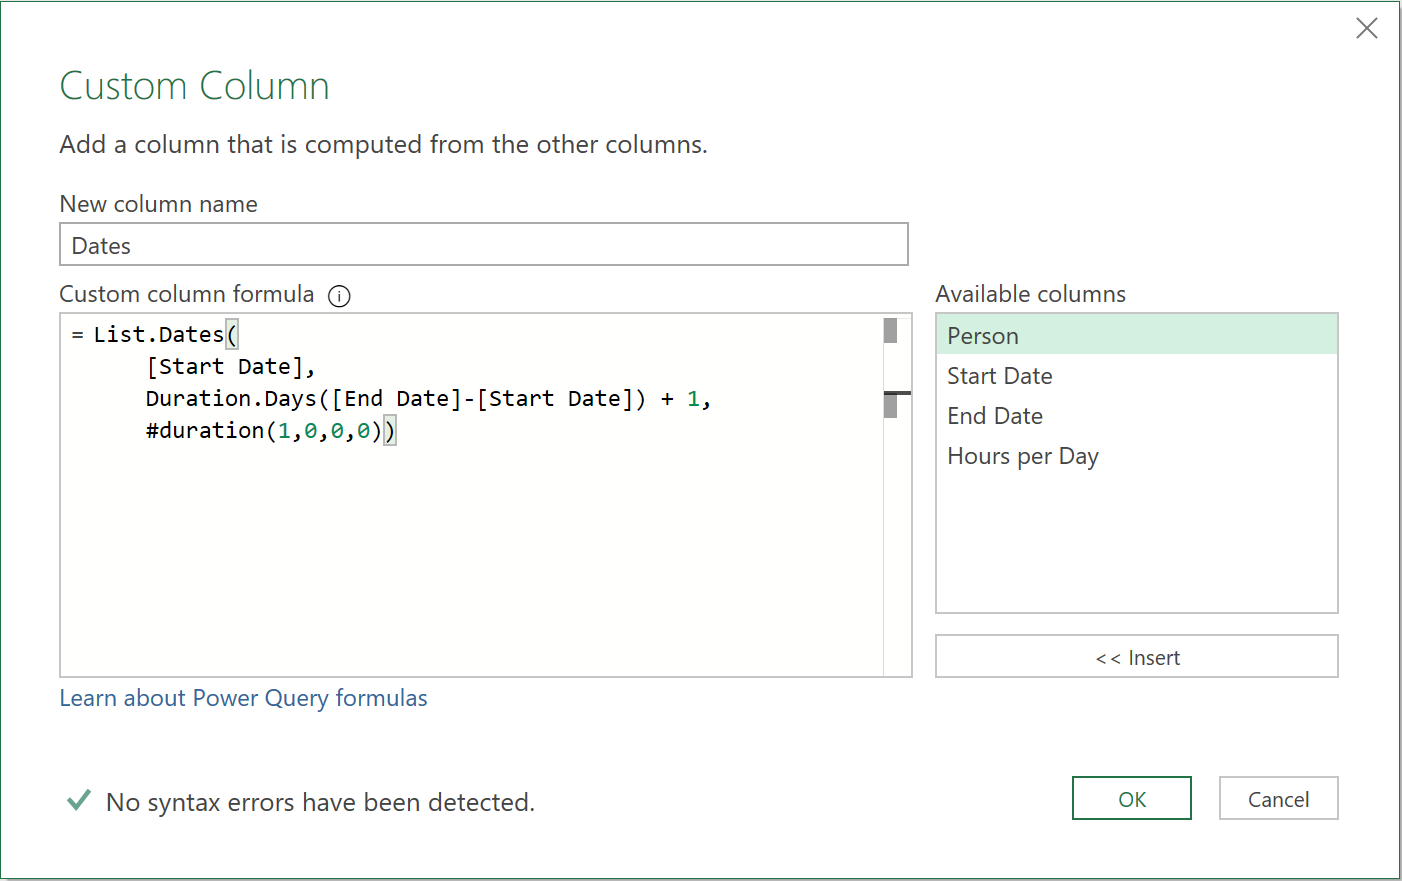 Custom Column
Add a column that is computed from the other columns.
New column name
Dates
Custom column formula
= List.Dates(
[Start Date],
Duration.Days([End Date]-[Start Date]) + 1,
#duration(1,0,0,0))
Available columns
Person
Start Date
End Date
Hours per Day
<< Insert
Learn about Power Query formulas
No syntax errors have been detected.
OK
Cancel